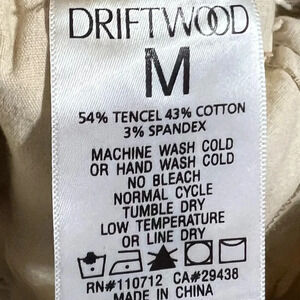 DRIFTWOOD
M
54% TENCEL 43% COTTON
3% SPANDEX
MACHINE WASH COLD
OR HAND WASH COLD
NO BLEACH
NORMAL CYCLE
TUMBLE DRY
LOW TEMPERATURE
OR LINE DRY
RN#110712 CA#29438
MADE IN CHINA